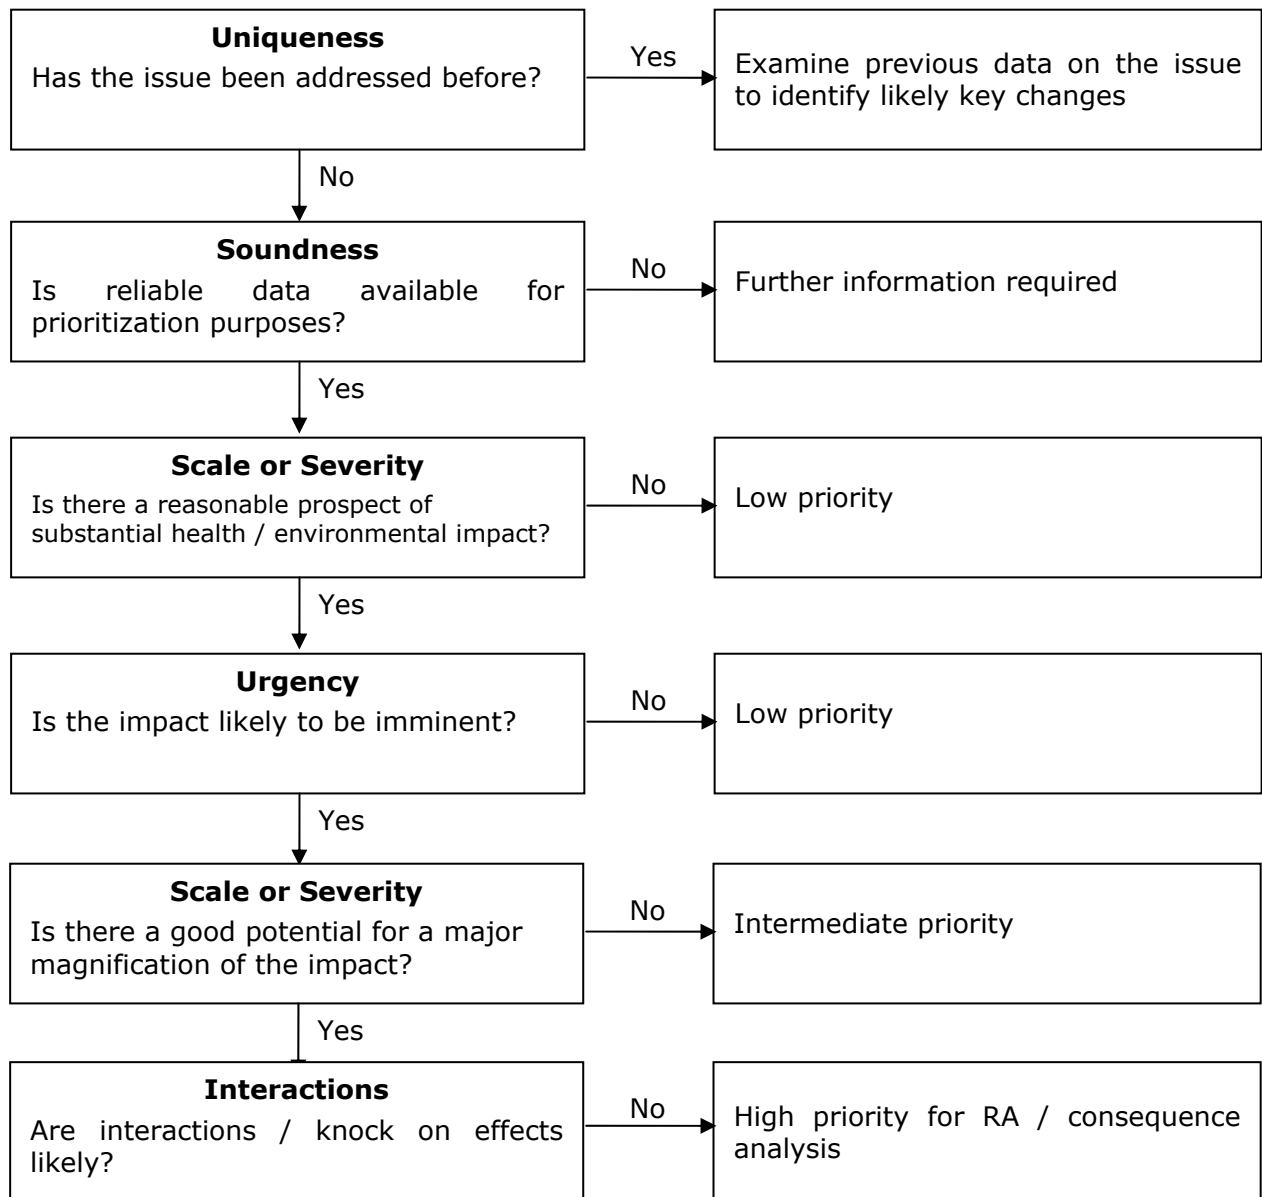 Uniqueness
Has the issue been addressed before?
Yes
Examine previous data on the issue
to identify likely key changes
No
Soundness
Is reliable data available for
prioritization purposes?
No
Further information required
Yes
Scale or Severity
Is there a reasonable prospect of
substantial health / environmental impact?
No
Low priority
Yes
Urgency
Is the impact likely to be imminent?
No
Low priority
Yes
Scale or Severity
Is there a good potential for a major
magnification of the impact?
No
Intermediate priority
Yes
Interactions
Are interactions / knock on effects
likely?
No
High priority for RA / consequence
analysis